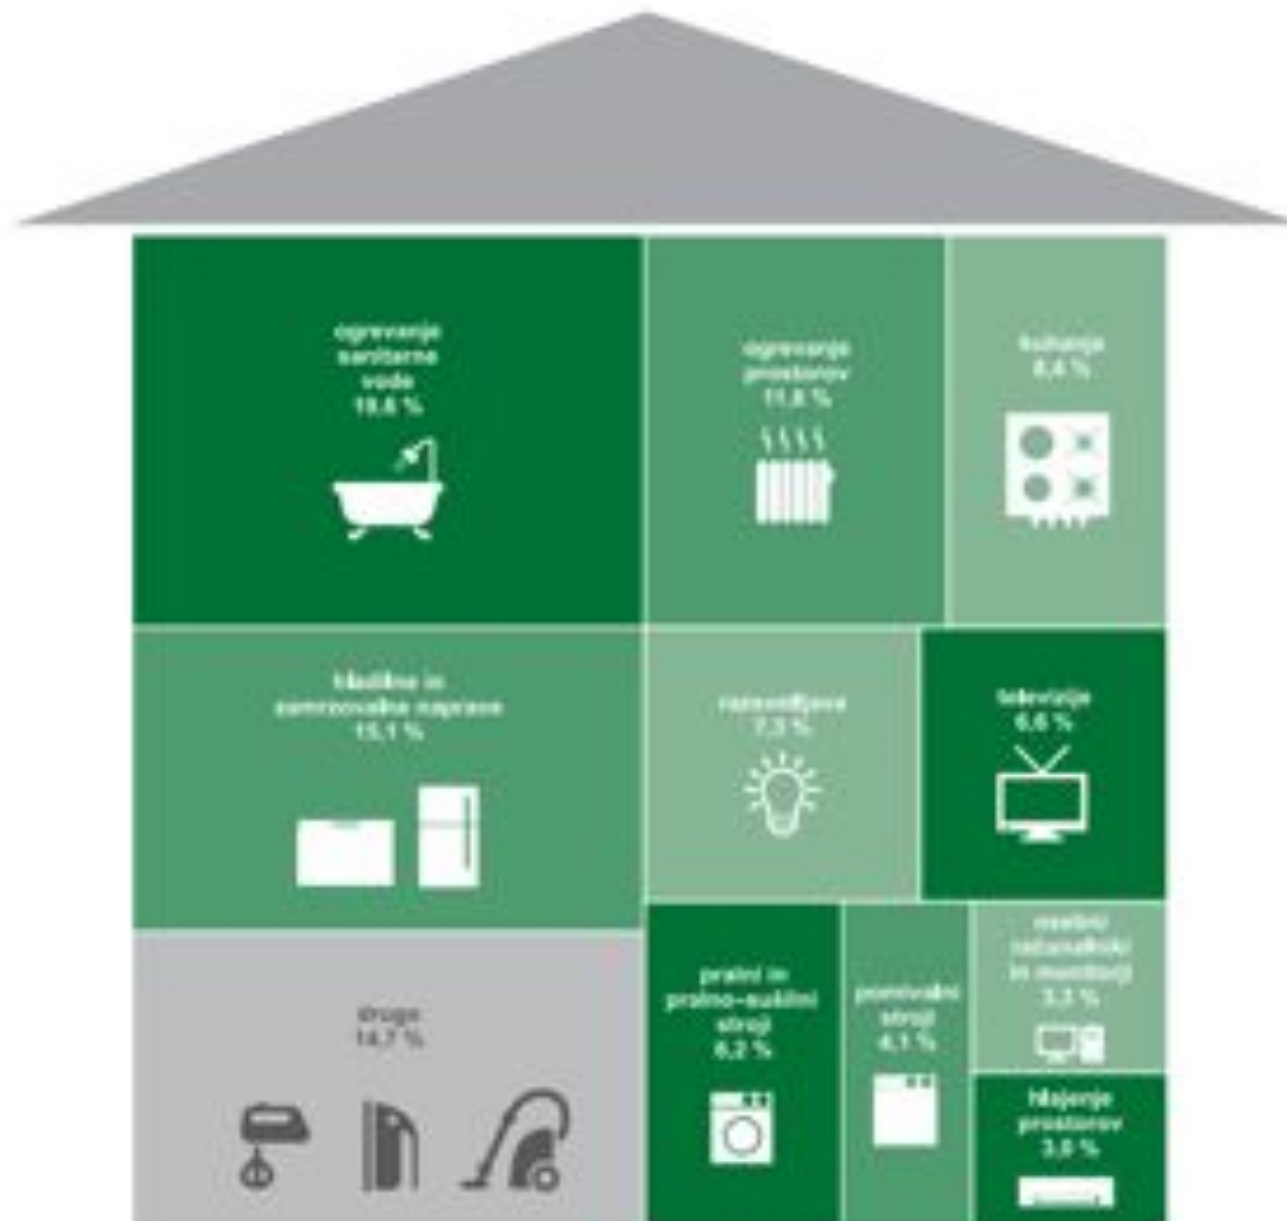 ogrevanje
sanitarne
vode
19,6 %
ogrevanje
prostorov
11,8 %
kuhanje
8,4 %
hladilne in
zamrzovalne naprave
15,1 %
razsvetljava
7,3 %
televizije
6,6 %
drugo
14,7 %
pralni in
pralno-sušilni
stroji
6,2 %
pomivalni
stroji
4,1 %
osebni
računalniki
in monitorji
3,3 %
hlajenje
prostorov
3,0 %